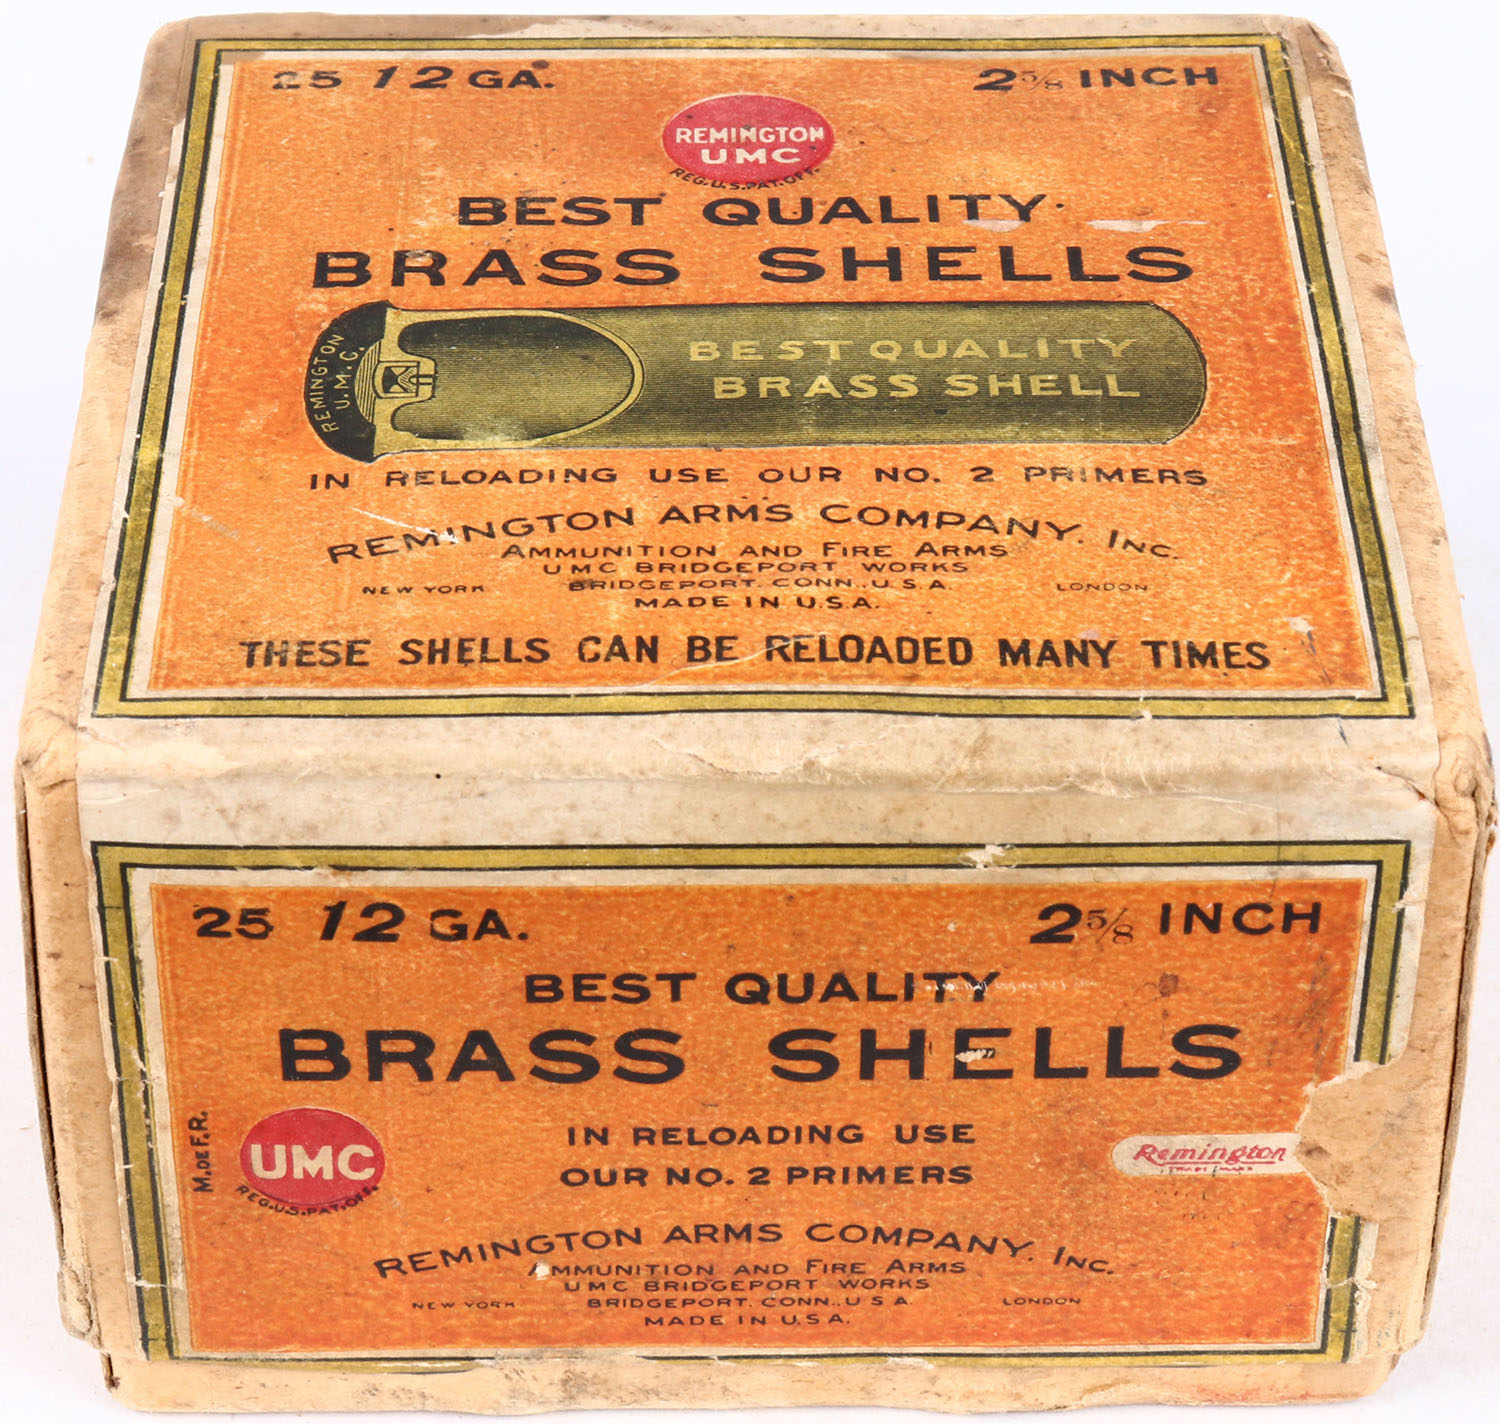 25 12 GA. 2 5/8 INCH
REMINGTON
UMC
REG. U.S. PAT. OFF.
BEST QUALITY
BRASS SHELLS
REMINGTON
U.M.C.
BEST QUALITY
BRASS SHELL
IN RELOADING USE OUR NO. 2 PRIMERS
REMINGTON ARMS COMPANY. INC.
AMMUNITION AND FIRE ARMS
UMC BRIDGEPORT WORKS
NEW YORK BRIDGEPORT. CONN., U.S.A. LONDON
MADE IN U.S.A.
THESE SHELLS CAN BE RELOADED MANY TIMES
25 12 GA. 2 5/8 INCH
BEST QUALITY
BRASS SHELLS
M. DE F. R.
UMC
REG. U.S. PAT. OFF.
IN RELOADING USE
OUR NO. 2 PRIMERS
Remington
REMINGTON ARMS COMPANY. INC.
AMMUNITION AND FIRE ARMS
UMC BRIDGEPORT WORKS
NEW YORK BRIDGEPORT. CONN., U S A. LONDON
MADE IN U.S.A.